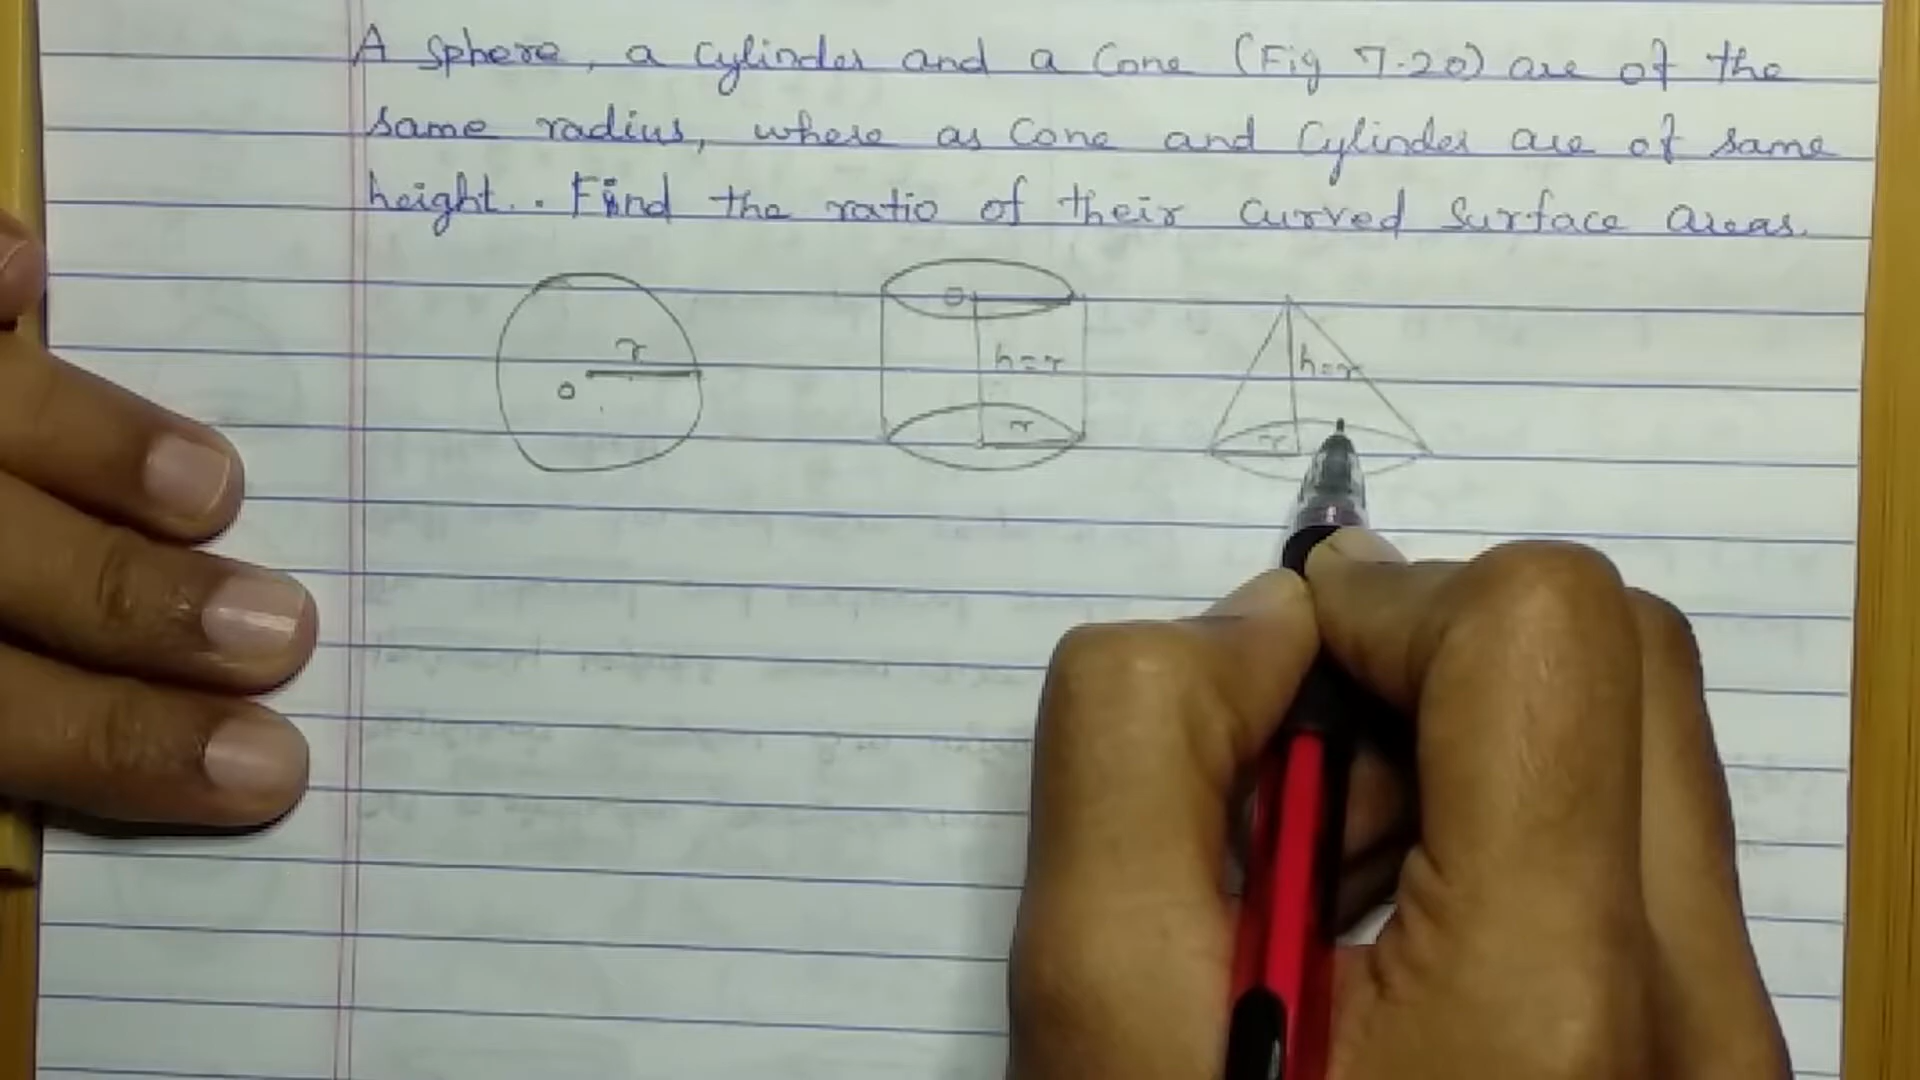 A sphere, a cylinder and a Cone (Fig 7.20) are of the
same radius, where as Cone and Cylinder are of same
height. . Find the ratio of their curved surface areas.
r
o
o
h=r
r
h=r
r